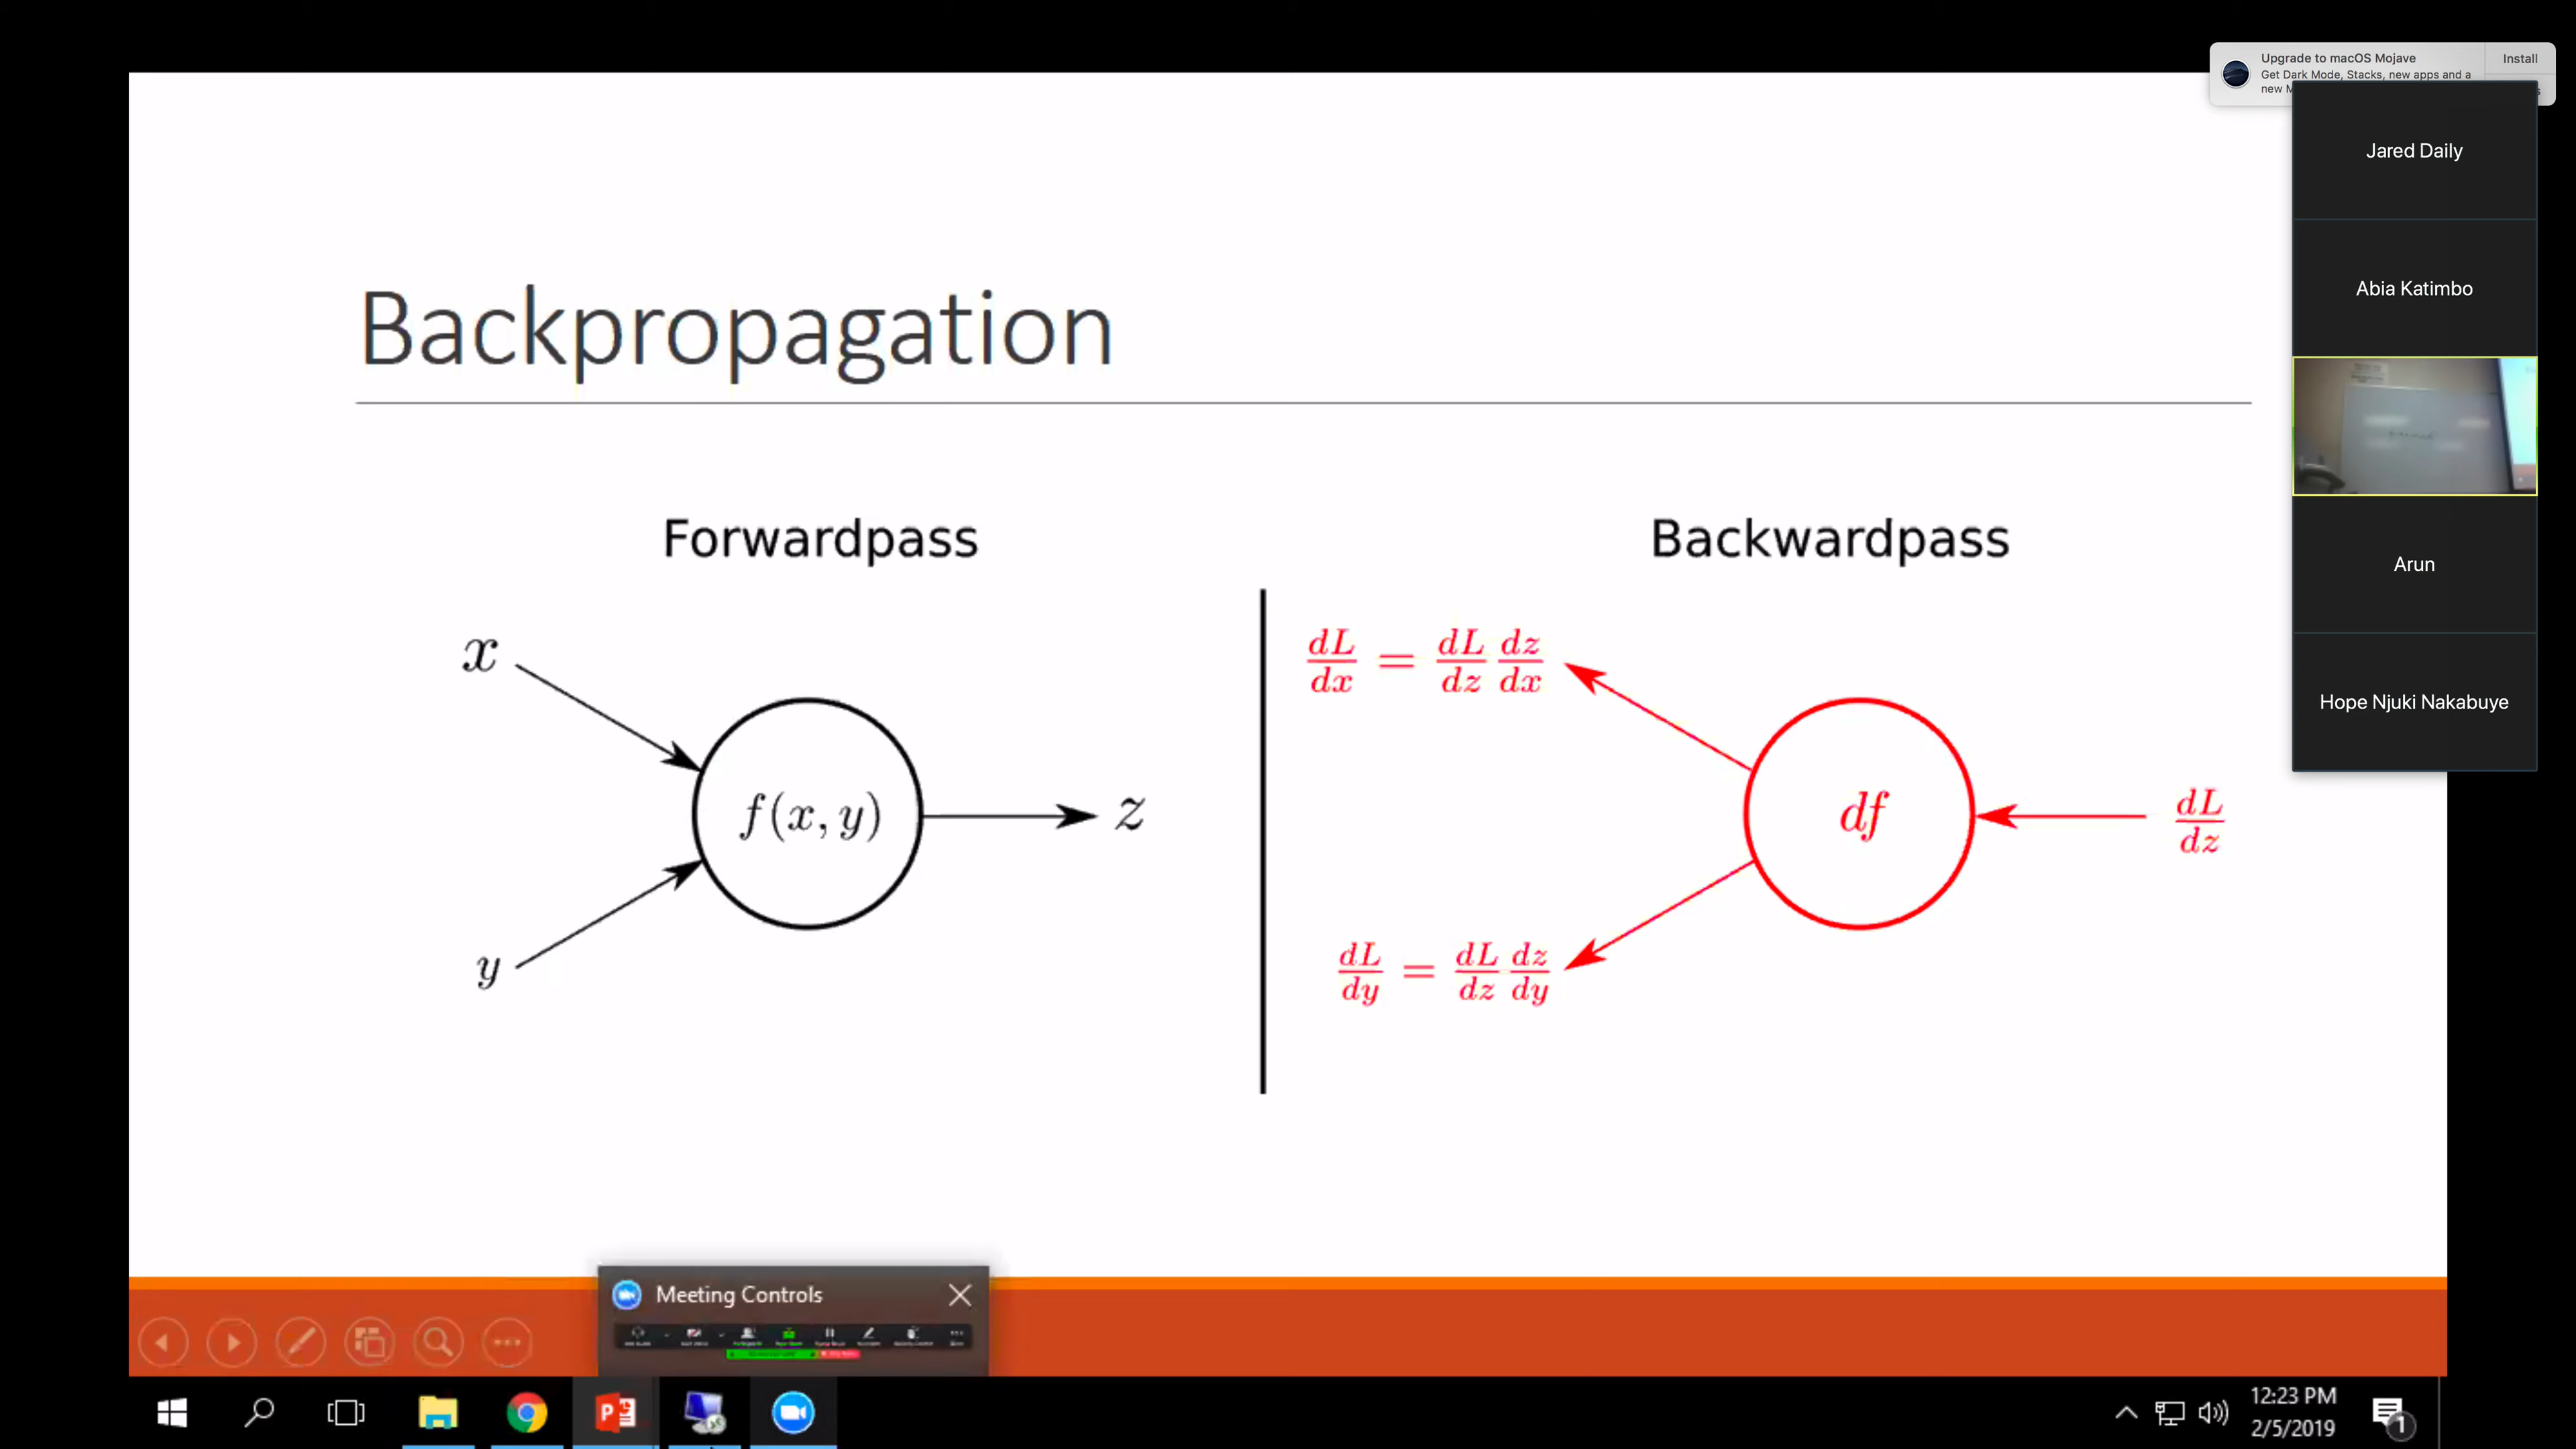 Upgrade to macOS Mojave
Install
Get Dark Mode, Stacks, new apps and a
new
Jared Daily
Abia Katimbo
Arun
Hope Njuki Nakabuye
Backpropagation
Forwardpass
Backwardpass
x
y
f(x, y)
z
dL/dx = dL/dz dz/dx
df
dL/dz
dL/dy = dL/dz dz/dy
Meeting Controls
12:23 PM
2/5/2019
1